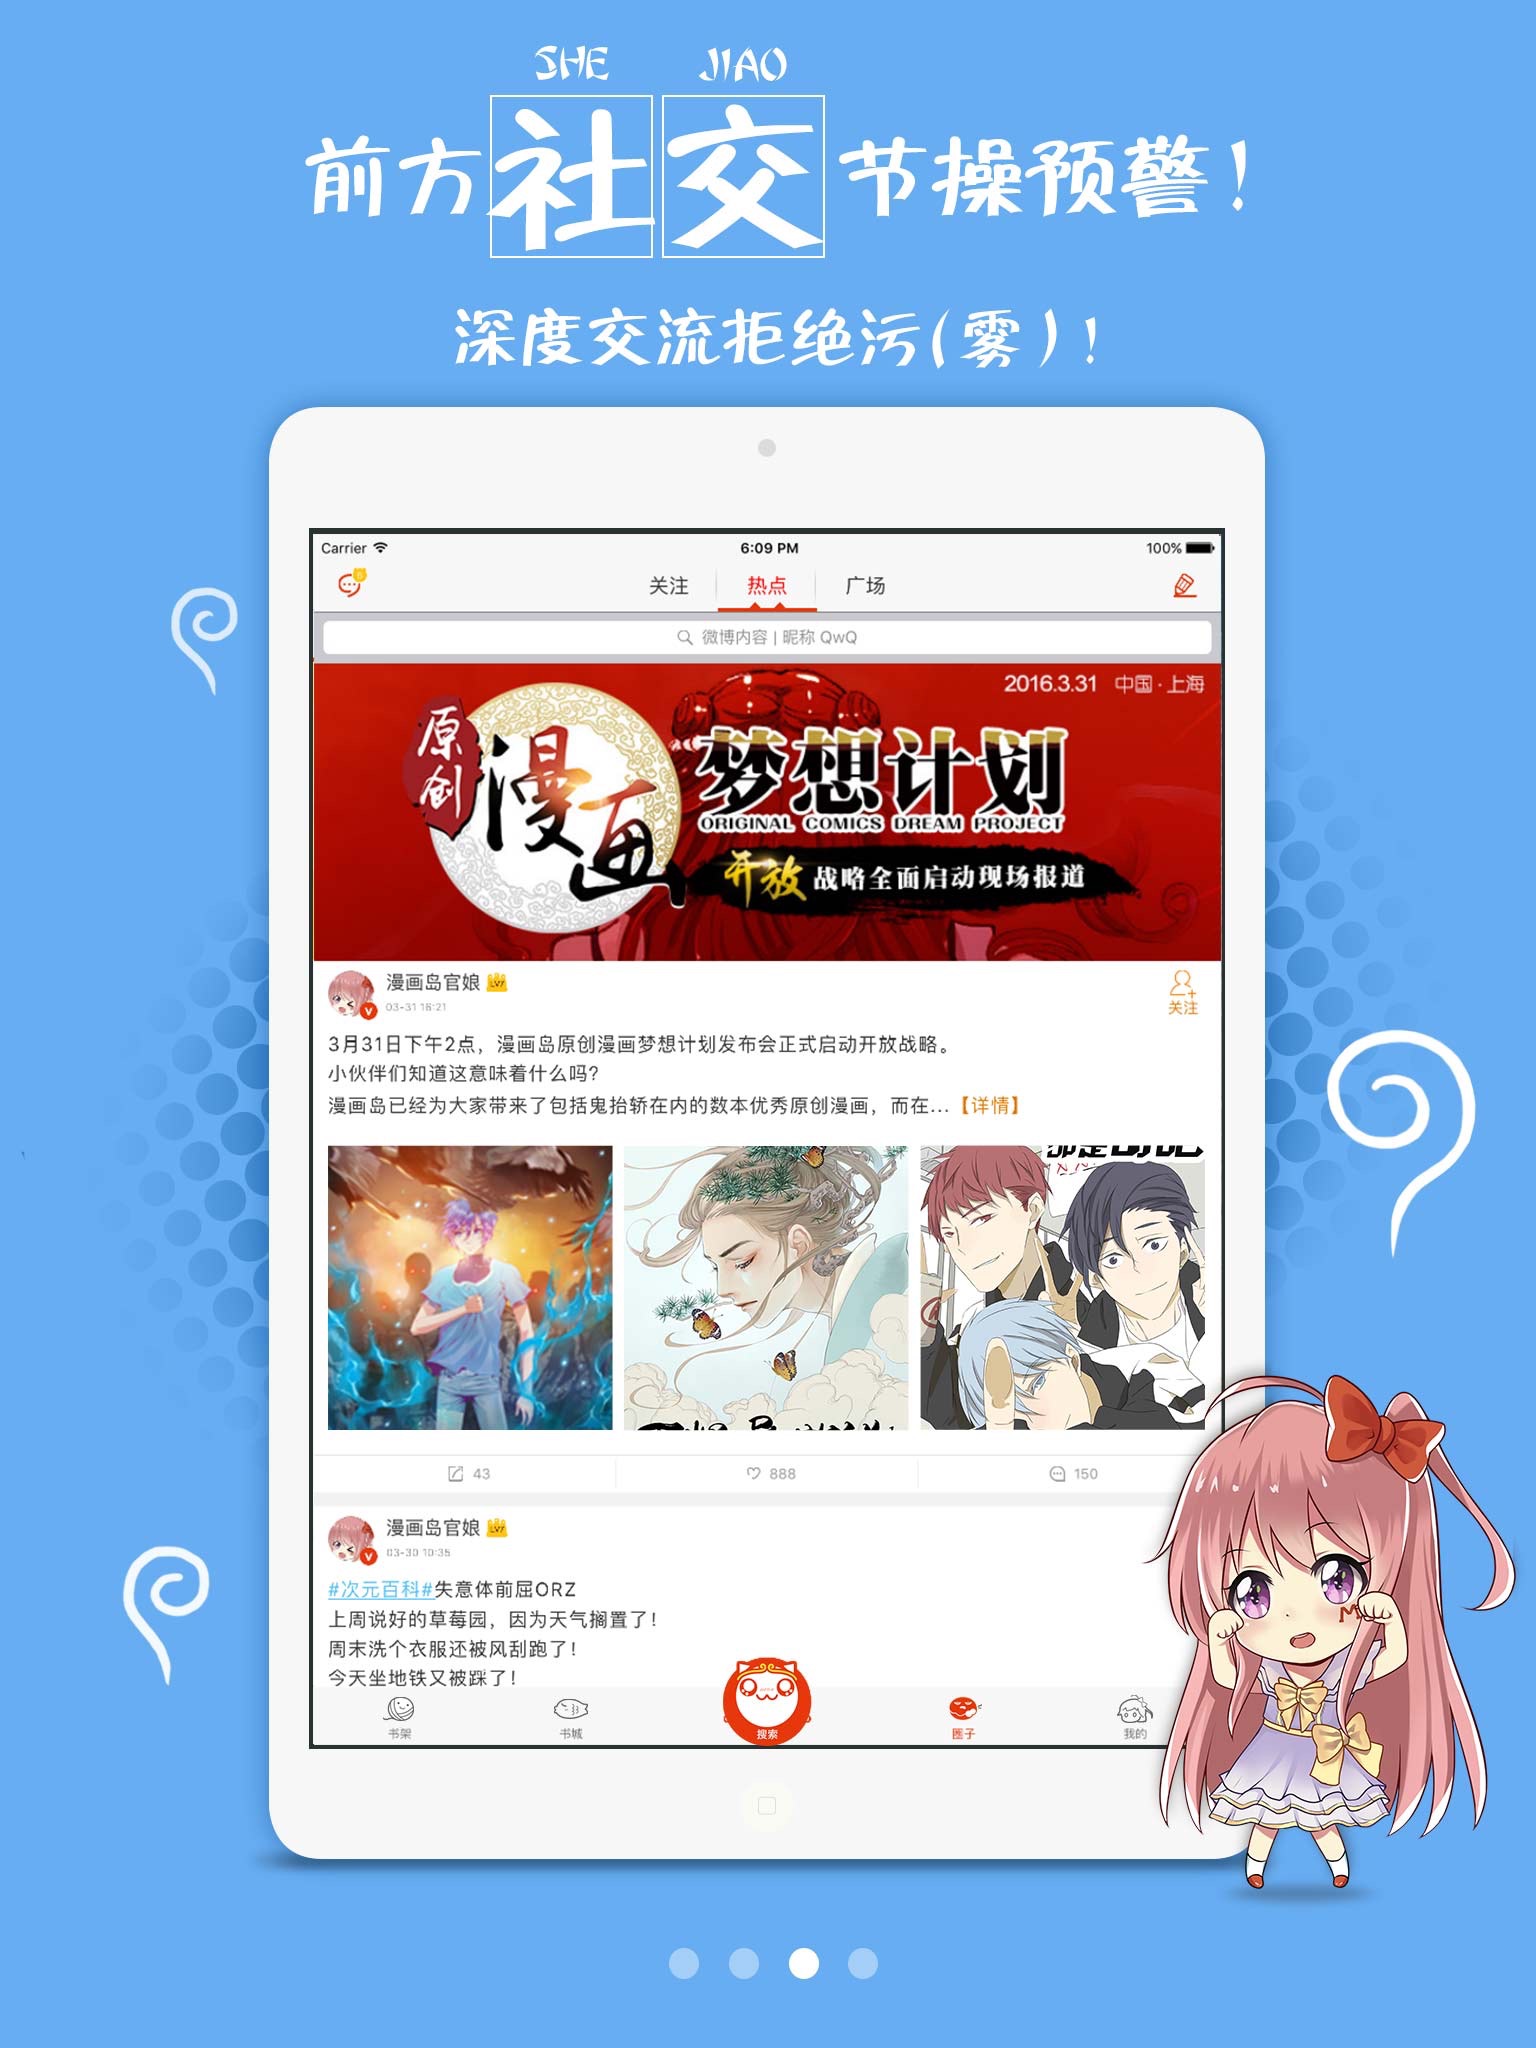 SHE JIAO
前方社交节操预警!
深度交流拒绝污(雾)!
Carrier 6:09 PM 100%
关注 热点 广场
微博内容 | 昵称 QwQ
2016.3.31 中国·上海
原创
漫画
梦想计划
ORIGINAL COMICS DREAM PROJECT
开放战略全面启动现场报道
漫画岛官娘 LV7
03-31 16:21
关注
3月31日下午2点，漫画岛原创漫画梦想计划发布会正式启动开放战略。
小伙伴们知道这意味着什么吗?
漫画岛已经为大家带来了包括鬼抬轿在内的数本优秀原创漫画，而在...【详情】
43 888 150
漫画岛官娘 LV7
03-30 10:35
#次元百科#失意体前屈ORZ
上周说好的草莓园，因为天气搁置了!
周末洗个衣服还被风刮跑了!
今天坐地铁又被踩了!
书架 书城 搜索 圈子 我的